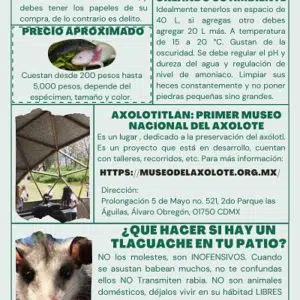 debes tener los papeles de su
compra, de lo contrario es delito.
PRECIO APROXIMADO
Cuestan desde 200 pesos hasta
5,000 pesos, depende del
espécimen, tamaño y color.
Idealmente tenerlos en espacio de
40 L, si agregas otro debes
agregar 20 L más. A temperatura
de 15 a 20 °C. Gustan de la
oscuridad. Se debe regular el pH y
dureza del agua y regulación de
nivel de amoniaco. Limpiar sus
heces constantemente y no poner
piedras pequeñas sino grandes.
AXOLOTITLAN: PRIMER MUSEO
NACIONAL DEL AXOLOTE
Es un lugar , dedicado a la preservación del axólotl.
Es un proyecto que está en desarrollo, cuentan
con talleres, recorridos, etc. Para más información:
HTTPS://MUSEODELAXOLOTE.ORG.MX/
Dirección:
Prolongación 5 de Mayo no. 521, 2do Parque las
Águilas, Álvaro Obregón, 01750 CDMX
¿QUE HACER SI HAY UN
TLACUACHE EN TU PATIO?
NO los molestes, son INOFENSIVOS. Cuando
se asustan babean muchos, no te confundas
ellos NO Transmiten rabia. NO son animales
domésticos, déjalos vivir en su hábitad LIBRES